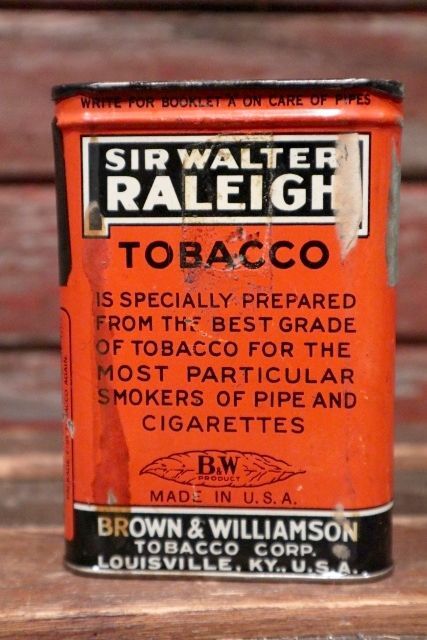 WRITE FOR BOOKLET A ON CARE OF PIPES
SIR WALTER
RALEIGH
TOBACCO
IS SPECIALLY PREPARED
FROM THE BEST GRADE
OF TOBACCO FOR THE
MOST PARTICULAR
SMOKERS OF PIPE AND
CIGARETTES
B&W
PRODUCT
MADE IN U.S.A.
BROWN & WILLIAMSON
TOBACCO CORP.
LOUISVILLE, KY., U.S.A.